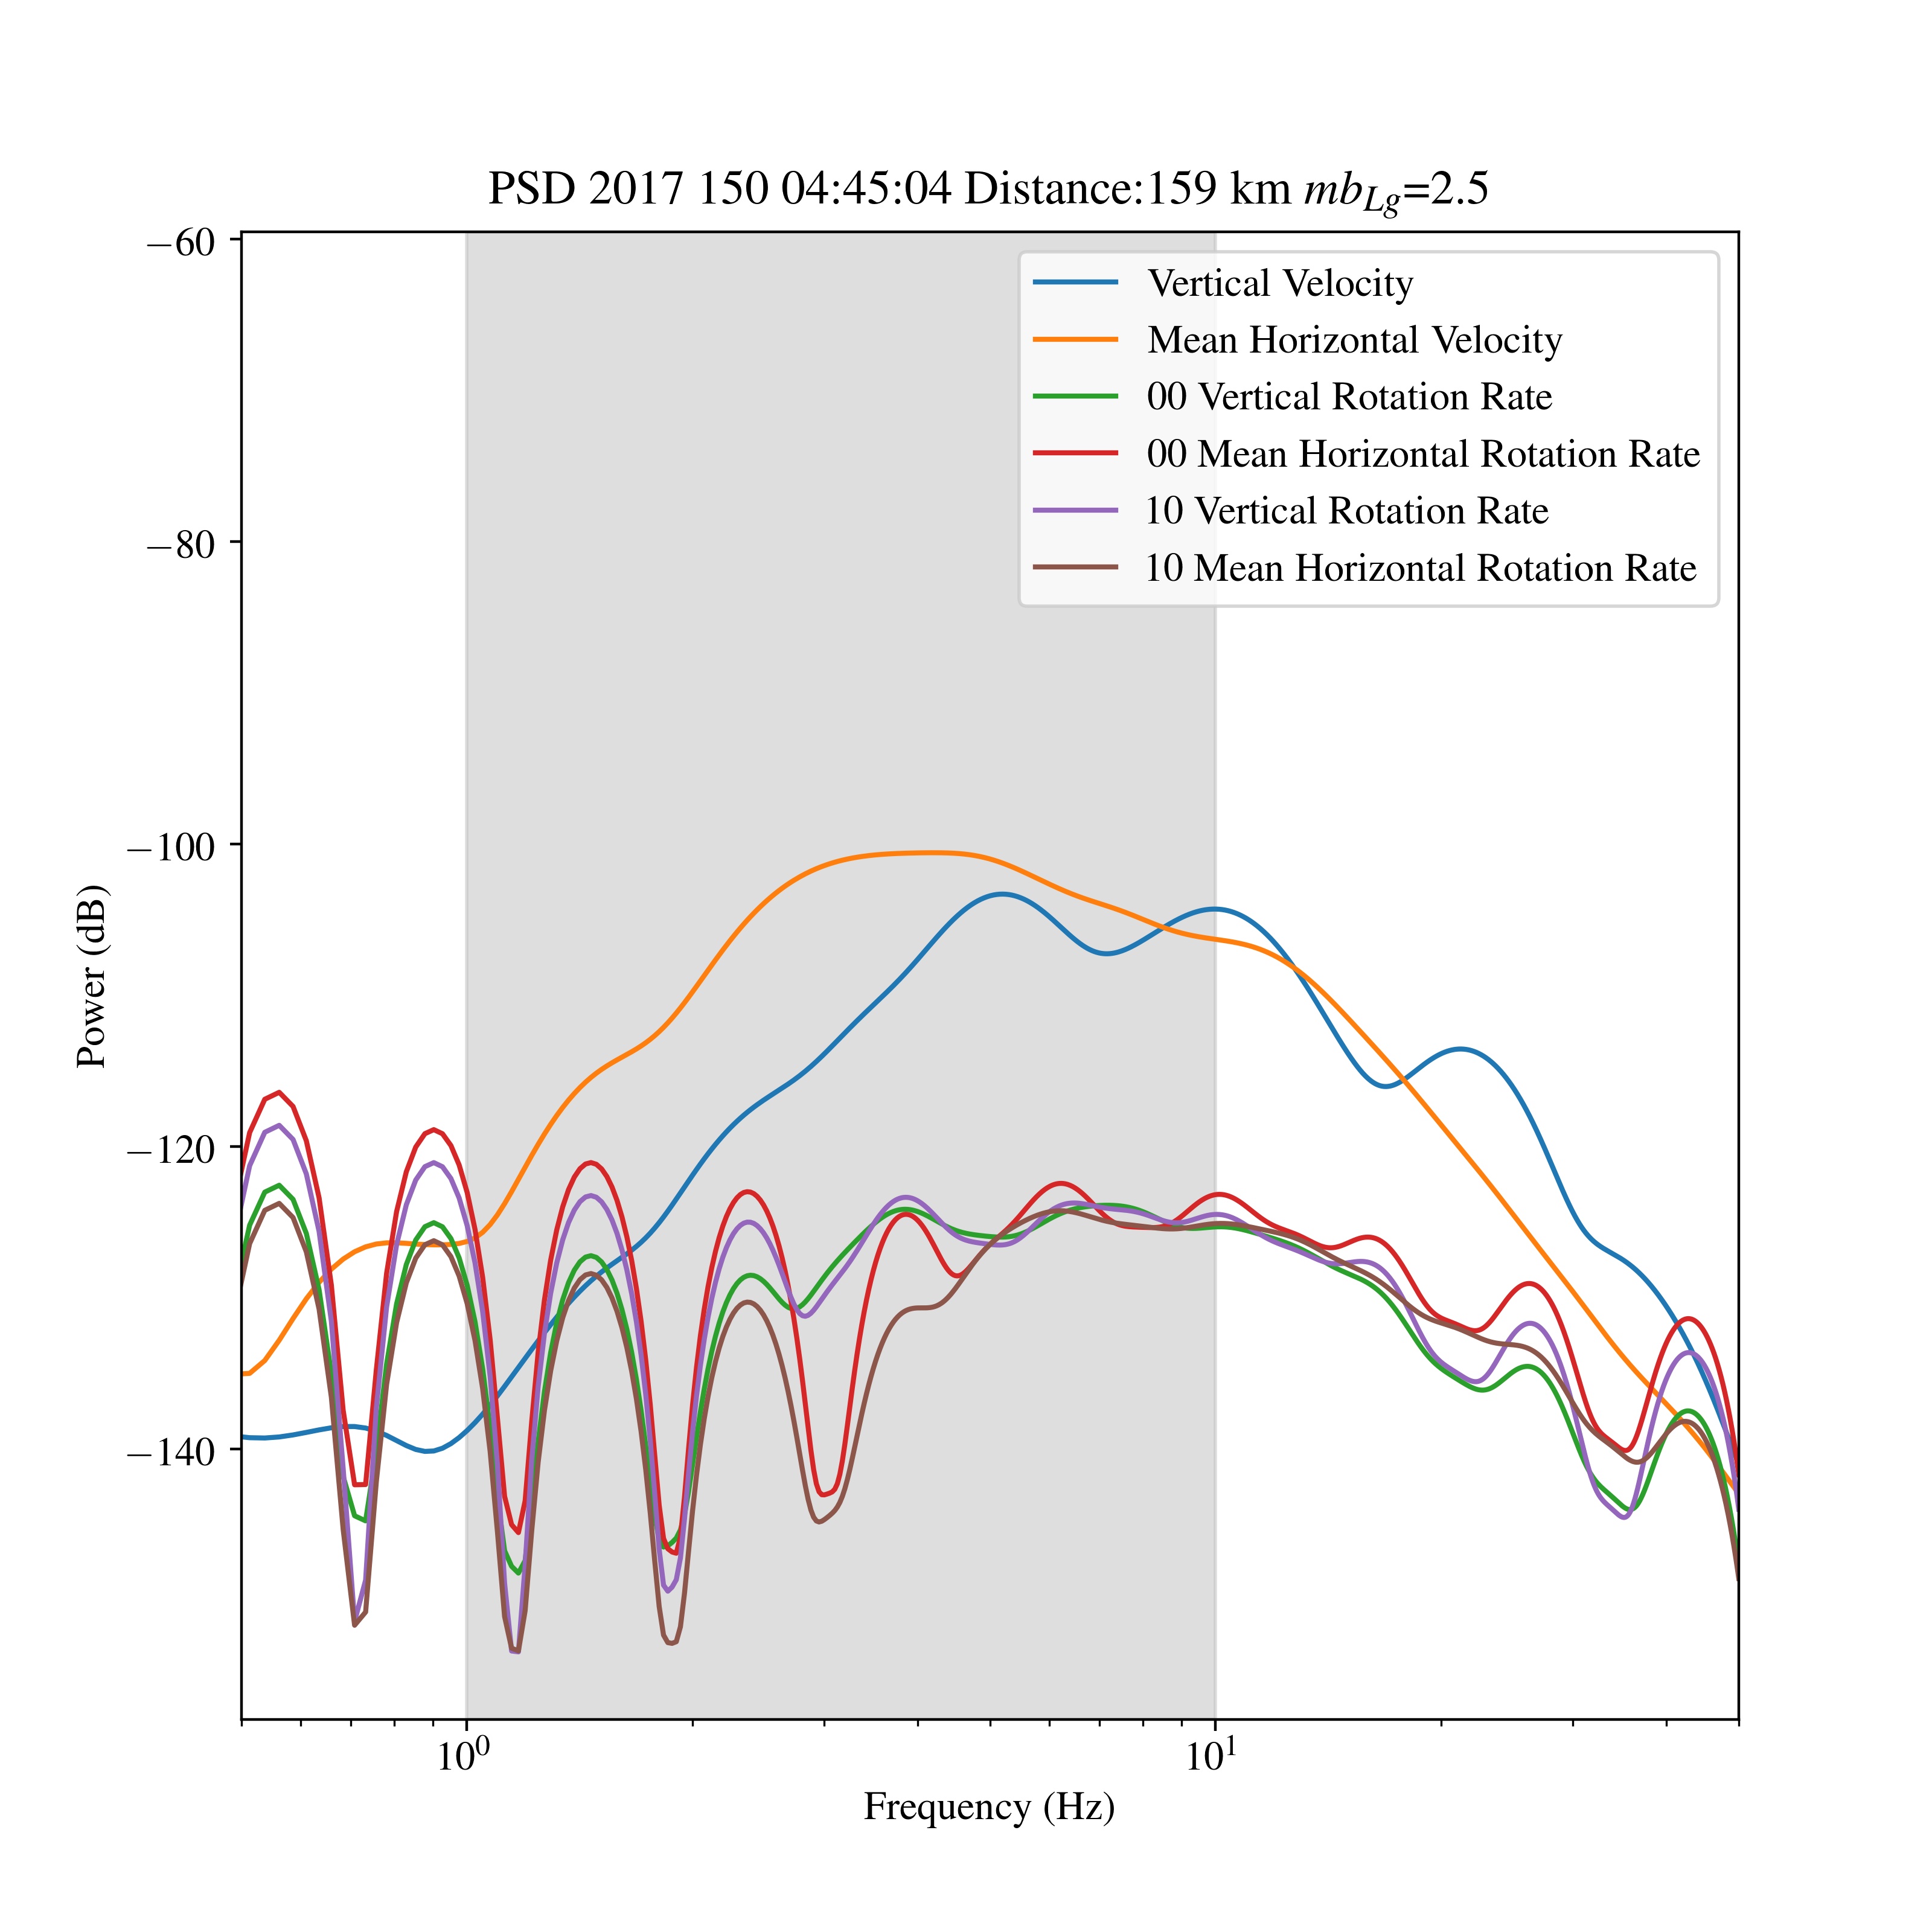 PSD 2017 150 04:45:04 Distance:159 km mb_{Lg}=2.5
−60
−80
−100
−120
−140
Power (dB)
Vertical Velocity
Mean Horizontal Velocity
00 Vertical Rotation Rate
00 Mean Horizontal Rotation Rate
10 Vertical Rotation Rate
10 Mean Horizontal Rotation Rate
10⁰ 10¹
Frequency (Hz)